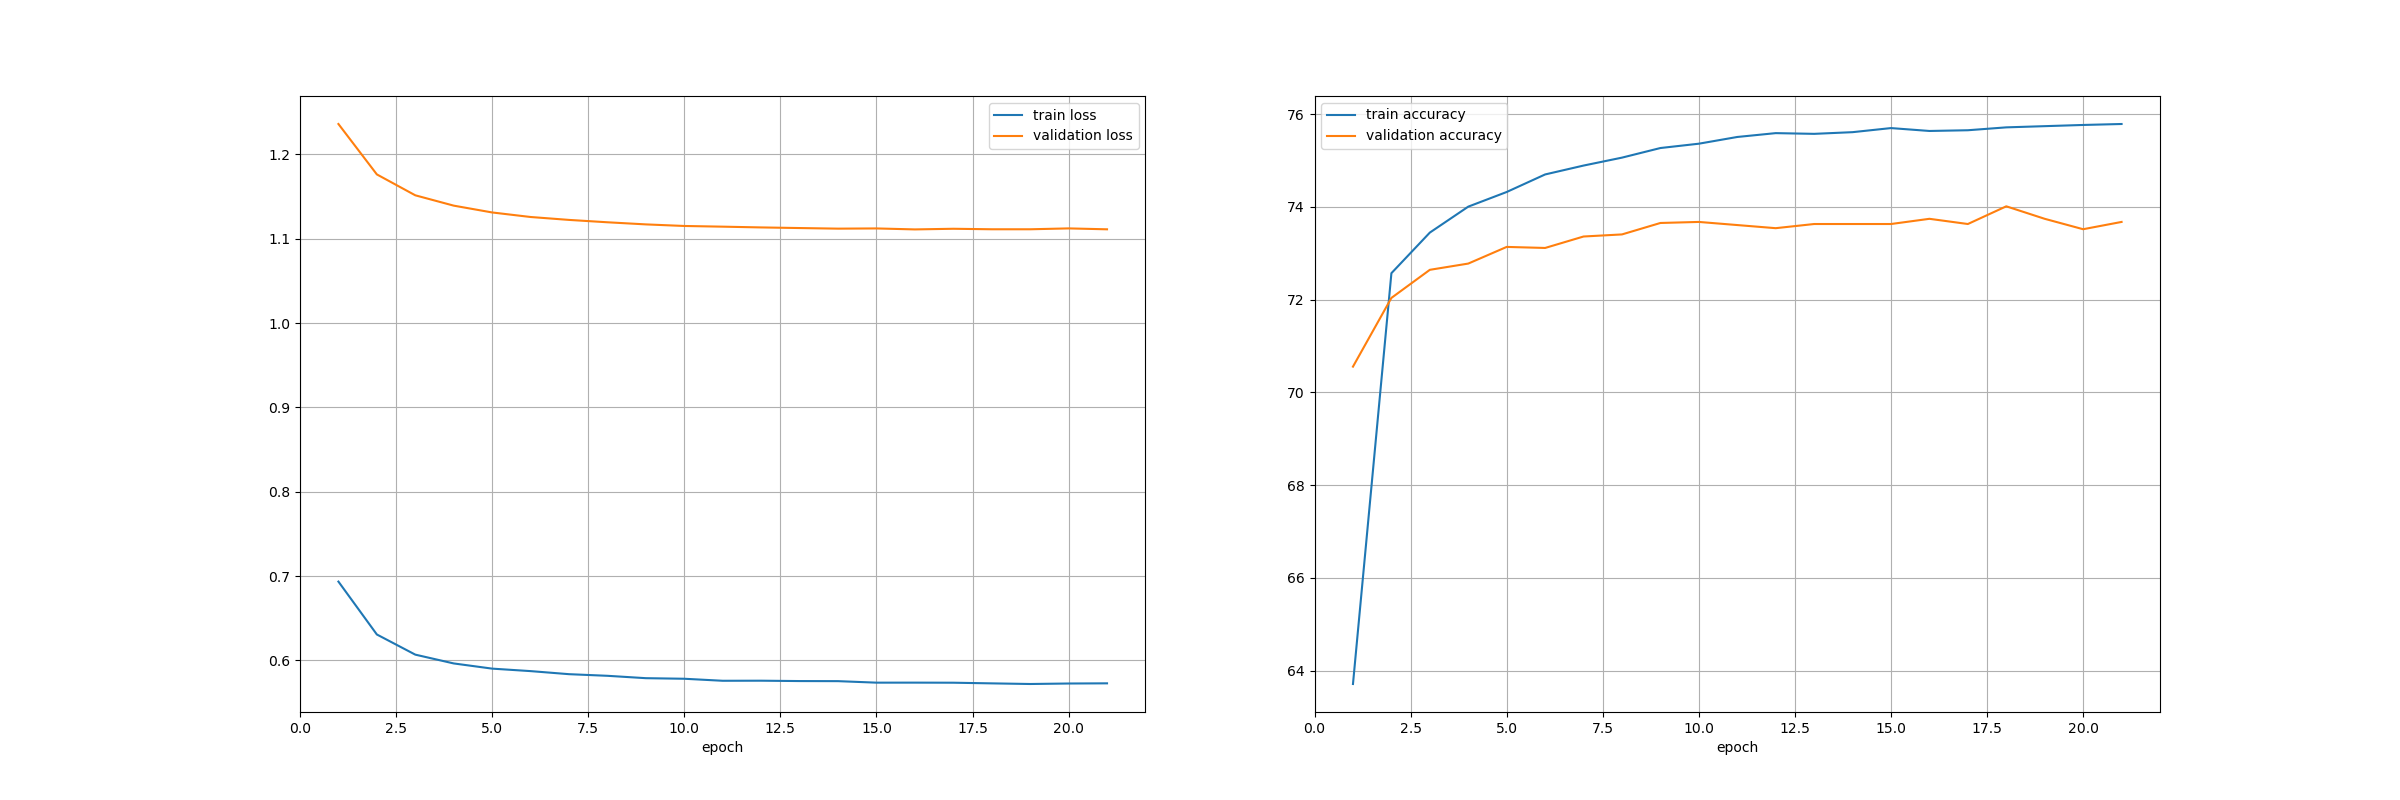 train loss
validation loss
1.2
1.1
1.0
0.9
0.8
0.7
0.6
0.0 2.5 5.0 7.5 10.0 12.5 15.0 17.5 20.0
epoch
train accuracy
validation accuracy
76
74
72
70
68
66
64
0.0 2.5 5.0 7.5 10.0 12.5 15.0 17.5 20.0
epoch